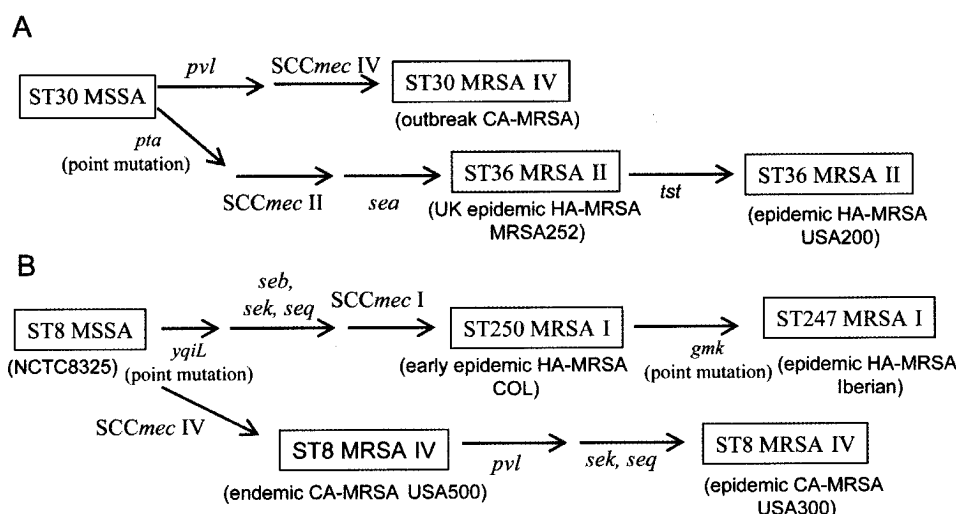 A
pvl
SCCmec IV
ST30 MSSA
ST30 MRSA IV
(outbreak CA-MRSA)
pta
(point mutation)
SCCmec II
sea
ST36 MRSA II
(UK epidemic HA-MRSA
MRSA252)
tst
ST36 MRSA II
(epidemic HA-MRSA
USA200)
B
seb,
sek, seq
SCCmec I
ST8 MSSA
(NCTC8325)
yqiL
(point mutation)
ST250 MRSA I
(early epidemic HA-MRSA
COL)
gmk
(point mutation)
ST247 MRSA I
(epidemic HA-MRSA
Iberian)
SCCmec IV
ST8 MRSA IV
(endemic CA-MRSA USA500)
pvl
sek, seq
ST8 MRSA IV
(epidemic CA-MRSA
USA300)